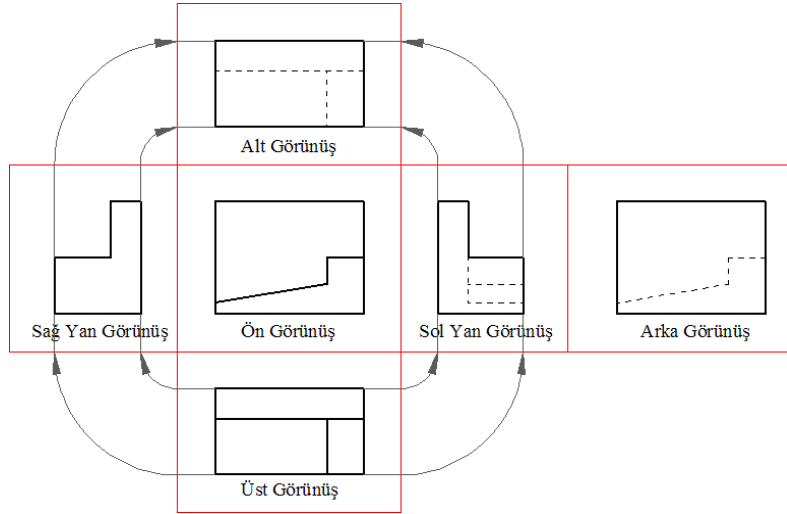 Alt Görünüş
Sağ Yan Görünüş
Ön Görünüş
Sol Yan Görünüş
Arka Görünüş
Üst Görünüş